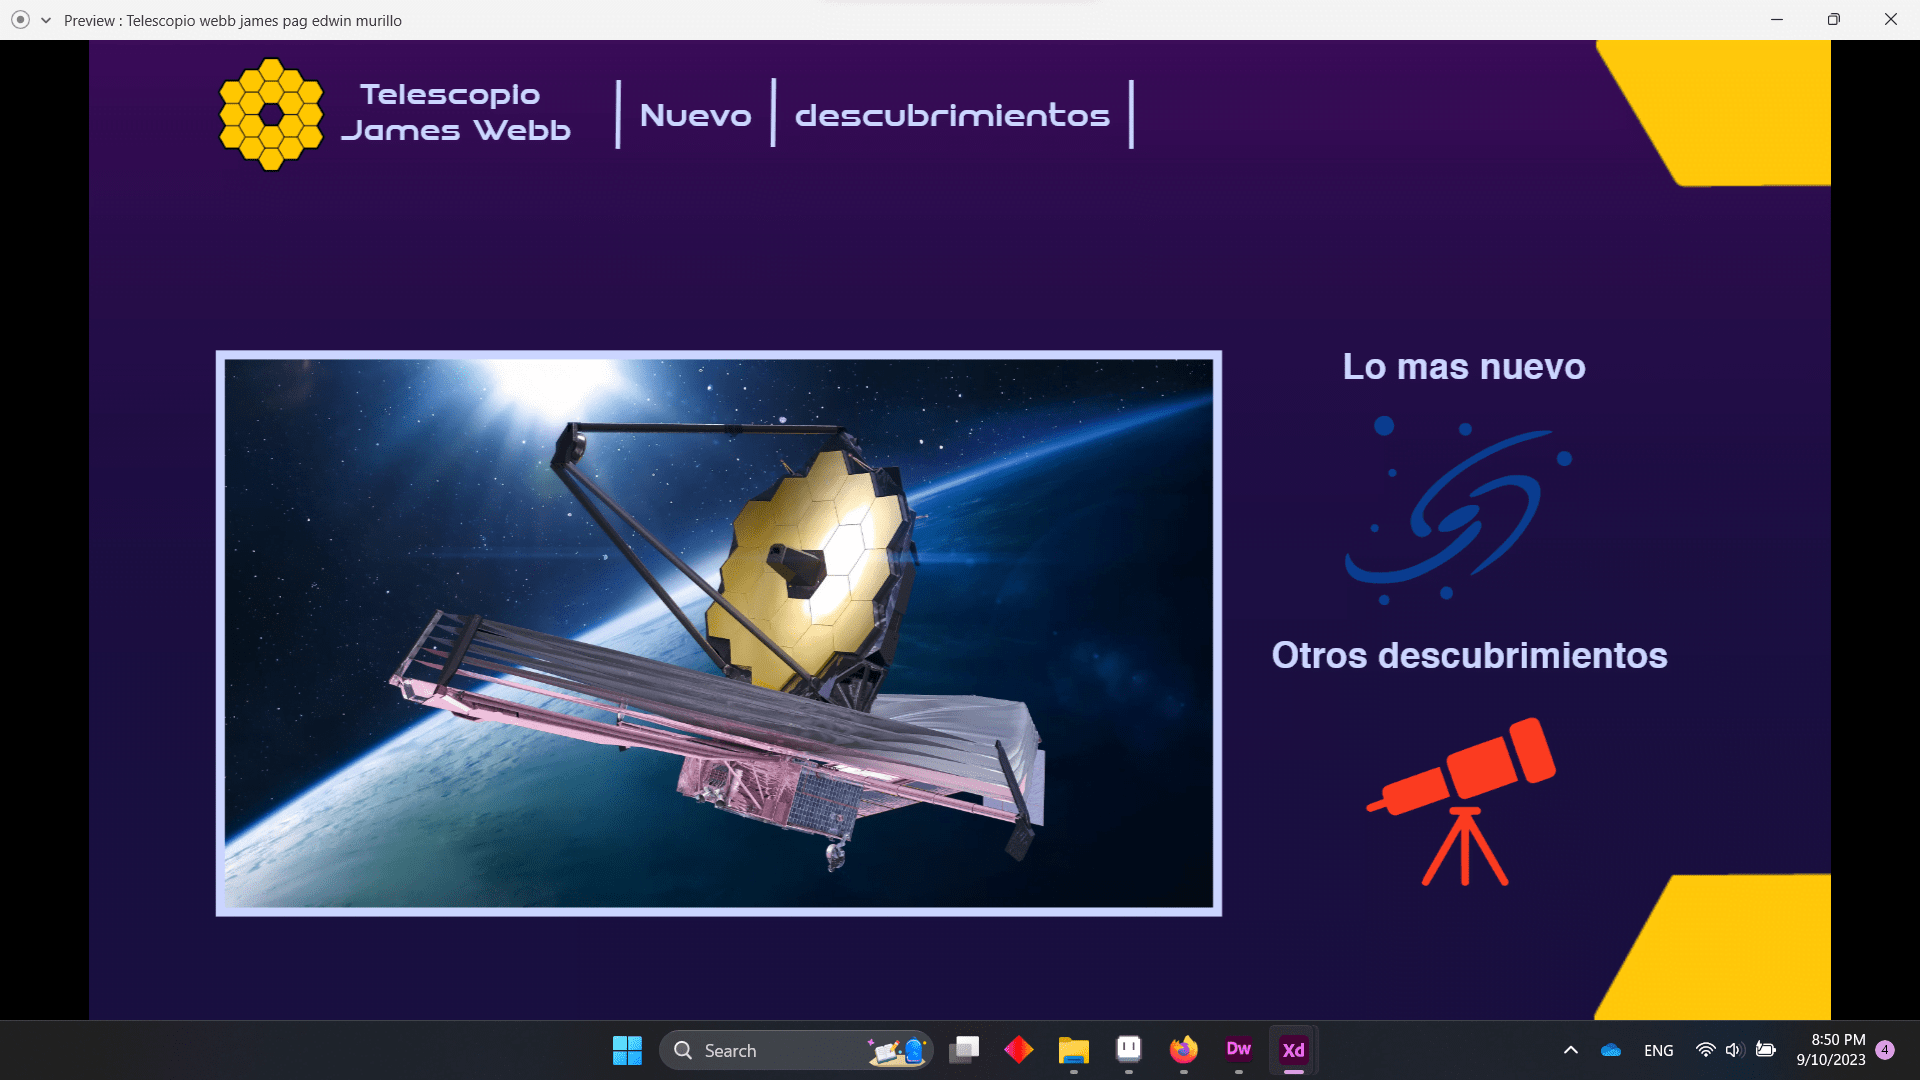 Preview : Telescopio webb james pag edwin murillo
Telescopio
James Webb
Nuevo
descubrimientos
Lo mas nuevo
Otros descubrimientos
Search
Dw
Xd
ENG
8:50 PM
9/10/2023
4